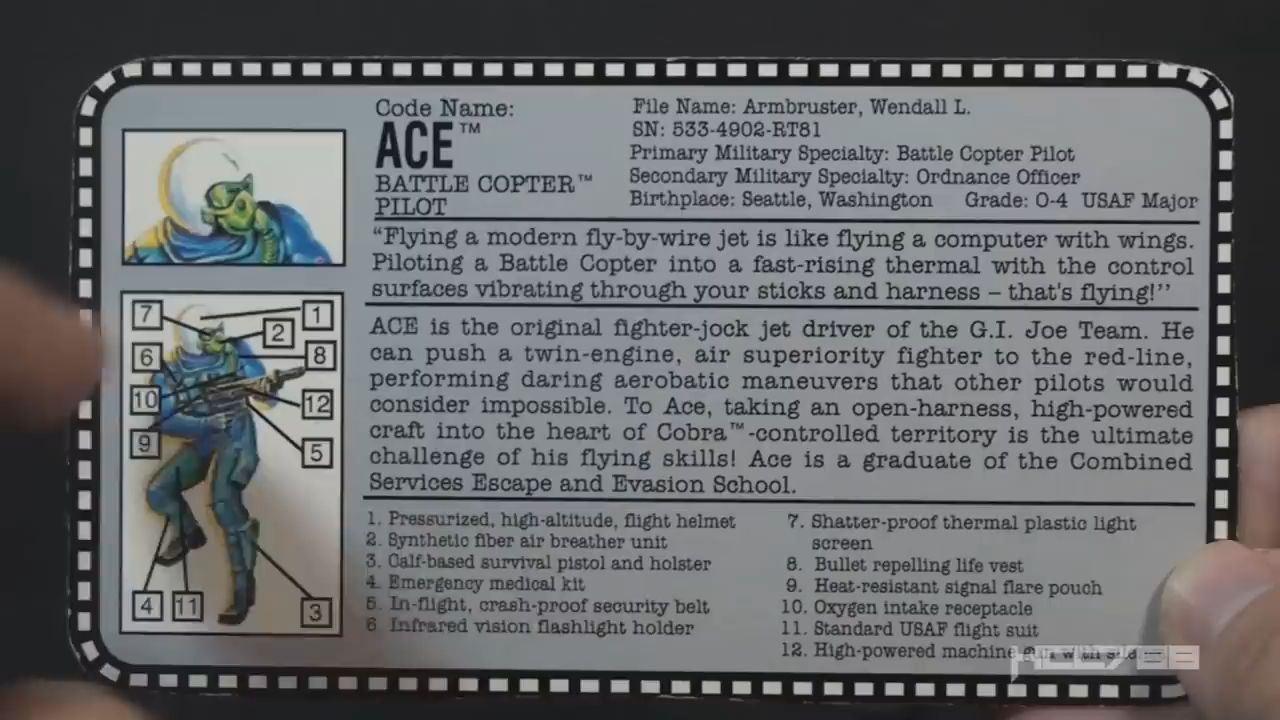 Code Name:
ACE™
BATTLE COPTER™
PILOT
File Name: Armbruster, Wendall L.
SN: 533-4902-RT81
Primary Military Specialty: Battle Copter Pilot
Secondary Military Specialty: Ordnance Officer
Birthplace: Seattle, Washington Grade: O-4 USAF Major
“Flying a modern fly-by-wire jet is like flying a computer with wings.
Piloting a Battle Copter into a fast-rising thermal with the control
surfaces vibrating through your sticks and harness – that's flying!”
ACE is the original fighter-jock jet driver of the G.I. Joe Team. He
can push a twin-engine, air superiority fighter to the red-line,
performing daring aerobatic maneuvers that other pilots would
consider impossible. To Ace, taking an open-harness, high-powered
craft into the heart of Cobra™-controlled territory is the ultimate
challenge of his flying skills! Ace is a graduate of the Combined
Services Escape and Evasion School.
7
1
2
6
8
10
12
9
5
4
11
3
1. Pressurized, high-altitude, flight helmet
2. Synthetic fiber air breather unit
3. Calf-based survival pistol and holster
4. Emergency medical kit
5. In-flight, crash-proof security belt
6. Infrared vision flashlight holder
7. Shatter-proof thermal plastic light
screen
8. Bullet repelling life vest
9. Heat-resistant signal flare pouch
10. Oxygen intake receptacle
11. Standard USAF flight suit
12. High-powered machine gun with